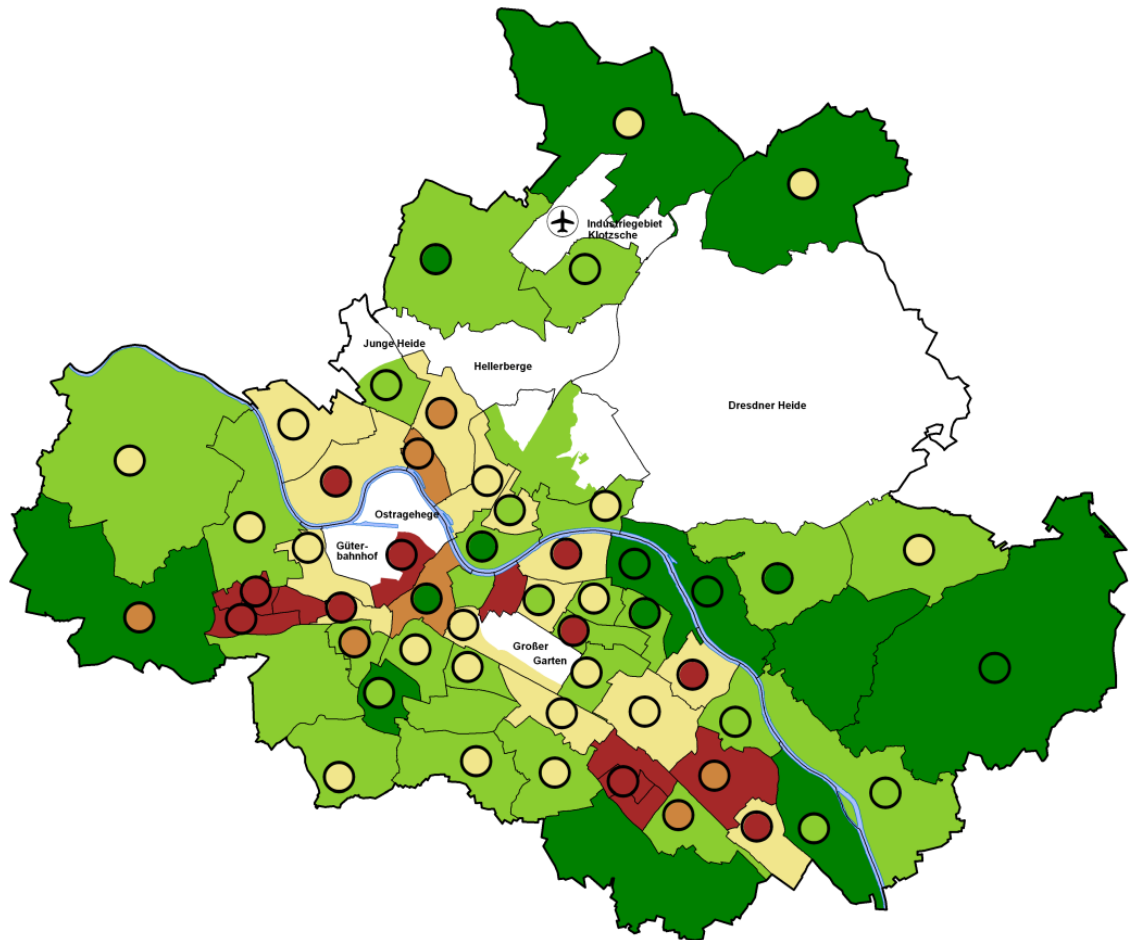 Industriegebiet
Klotzsche
Junge Heide
Hellerberge
Dresdner Heide
Ostragehege
Güter-
bahnhof
Großer
Garten